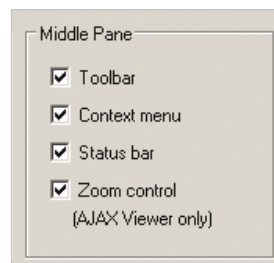 Middle Pane
Toolbar
Context menu
Status bar
Zoom control
(AJAX Viewer only)